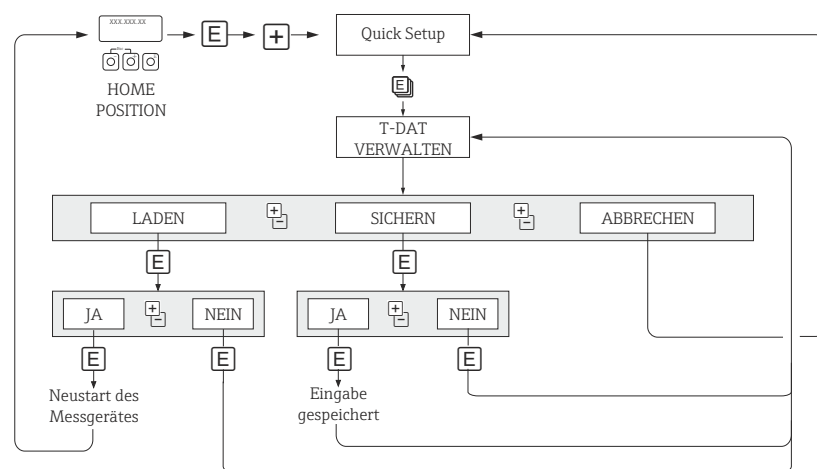 XXX.XXX.XX
Esc
E
+
Quick Setup
HOME
POSITION
E
T-DAT
VERWALTEN
LADEN
+
-
SICHERN
+
-
ABBRECHEN
E
E
JA
+
-
NEIN
JA
+
-
NEIN
E
E
E
E
Neustart des
Messgerätes
Eingabe
gespeichert